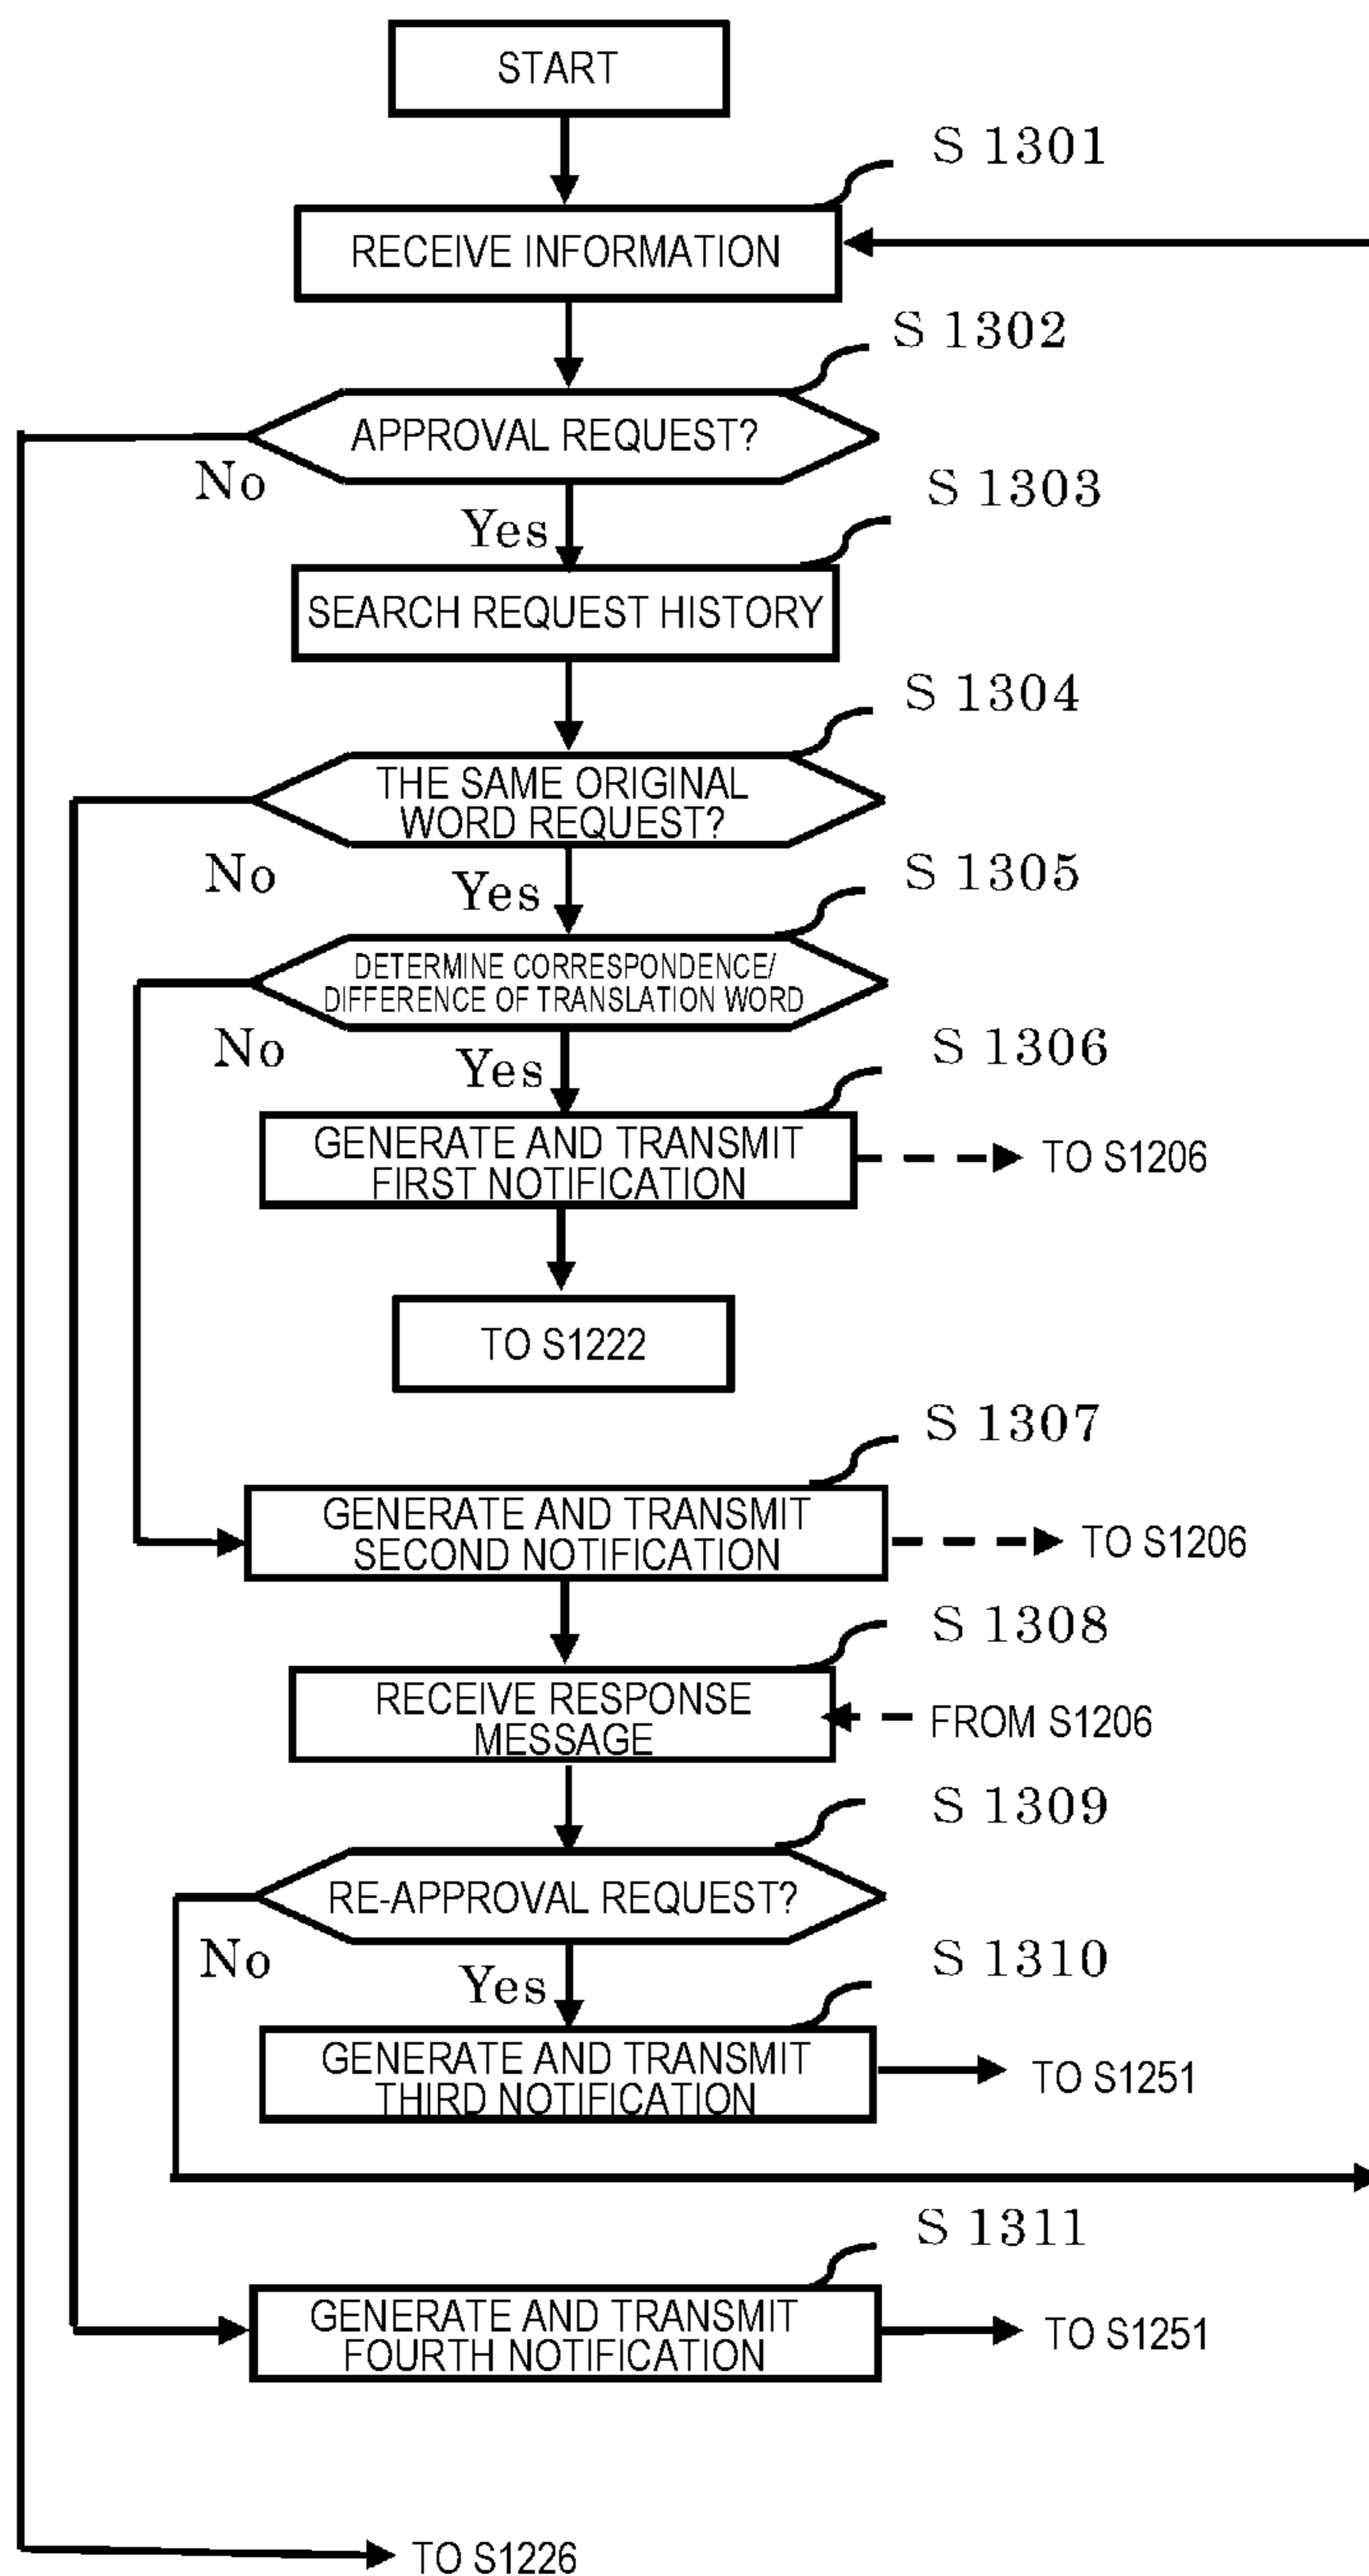 START
S 1301
RECEIVE INFORMATION
S 1302
APPROVAL REQUEST?
No
S 1303
Yes
SEARCH REQUEST HISTORY
S 1304
THE SAME ORIGINAL
WORD REQUEST?
No
Yes
S 1305
DETERMINE CORRESPONDENCE/
DIFFERENCE OF TRANSLATION WORD
No
Yes
S 1306
GENERATE AND TRANSMIT
FIRST NOTIFICATION
TO S1206
TO S1222
S 1307
GENERATE AND TRANSMIT
SECOND NOTIFICATION
TO S1206
S 1308
RECEIVE RESPONSE
MESSAGE
FROM S1206
S 1309
RE-APPROVAL REQUEST?
No
Yes
S 1310
GENERATE AND TRANSMIT
THIRD NOTIFICATION
TO S1251
S 1311
GENERATE AND TRANSMIT
FOURTH NOTIFICATION
TO S1251
TO S1226